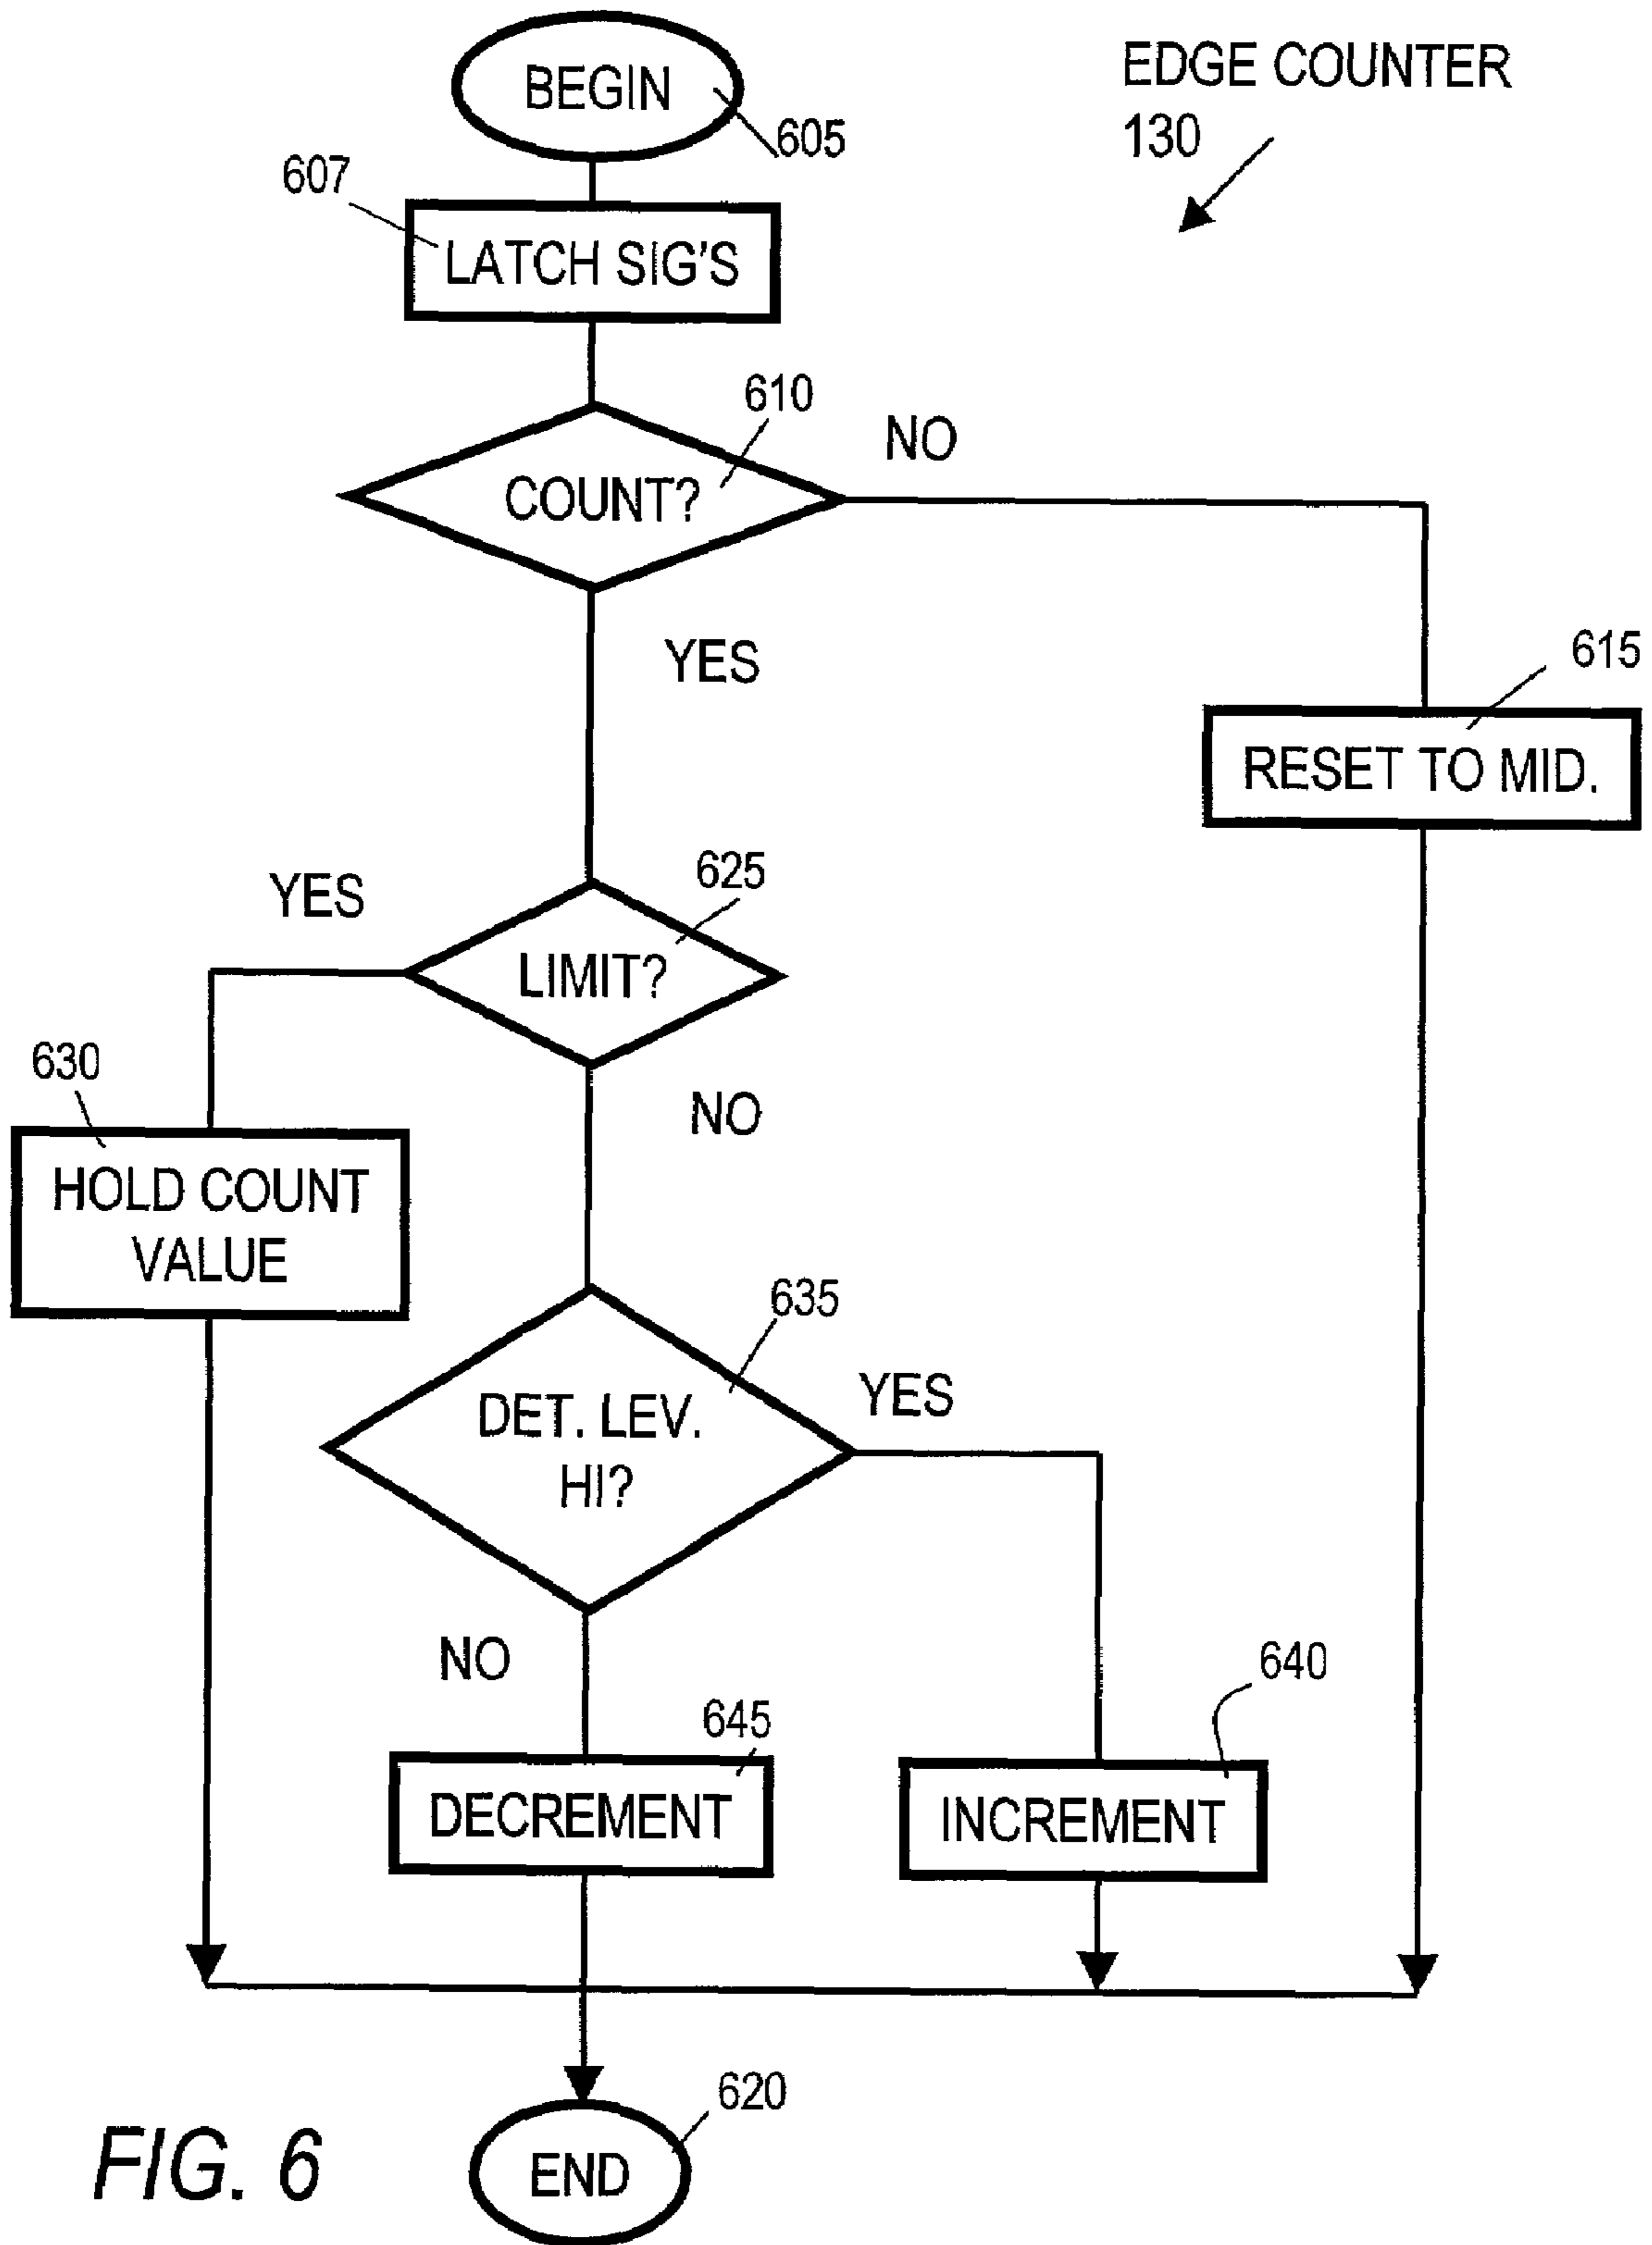 BEGIN
605
EDGE COUNTER
130
607
LATCH SIG'S
610
COUNT?
NO
YES
615
RESET TO MID.
625
YES
LIMIT?
NO
630
HOLD COUNT
VALUE
635
DET. LEV.
HI?
YES
NO
640
645
DECREMENT
INCREMENT
620
END
FIG. 6